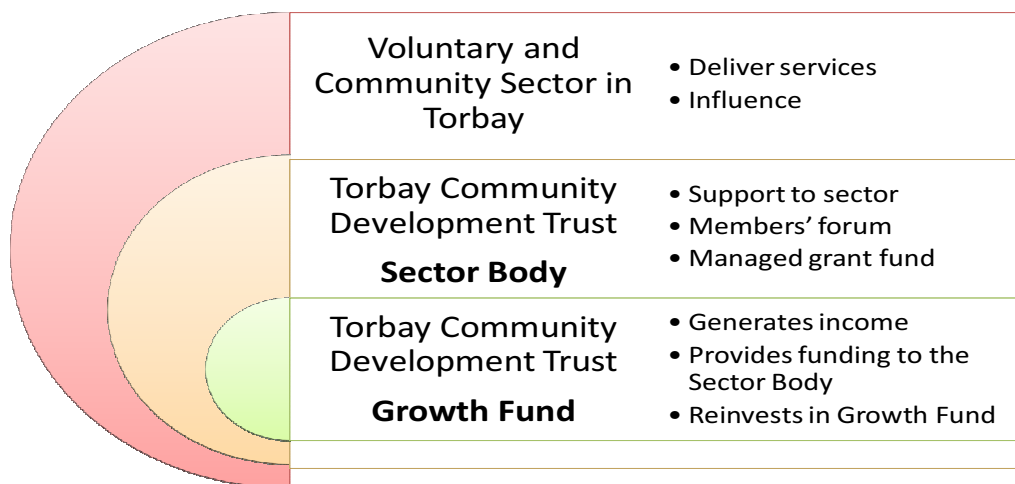 Voluntary and
Community Sector in
Torbay
• Deliver services
• Influence
Torbay Community
Development Trust
Sector Body
• Support to sector
• Members’ forum
• Managed grant fund
Torbay Community
Development Trust
Growth Fund
• Generates income
• Provides funding to the
Sector Body
• Reinvests in Growth Fund